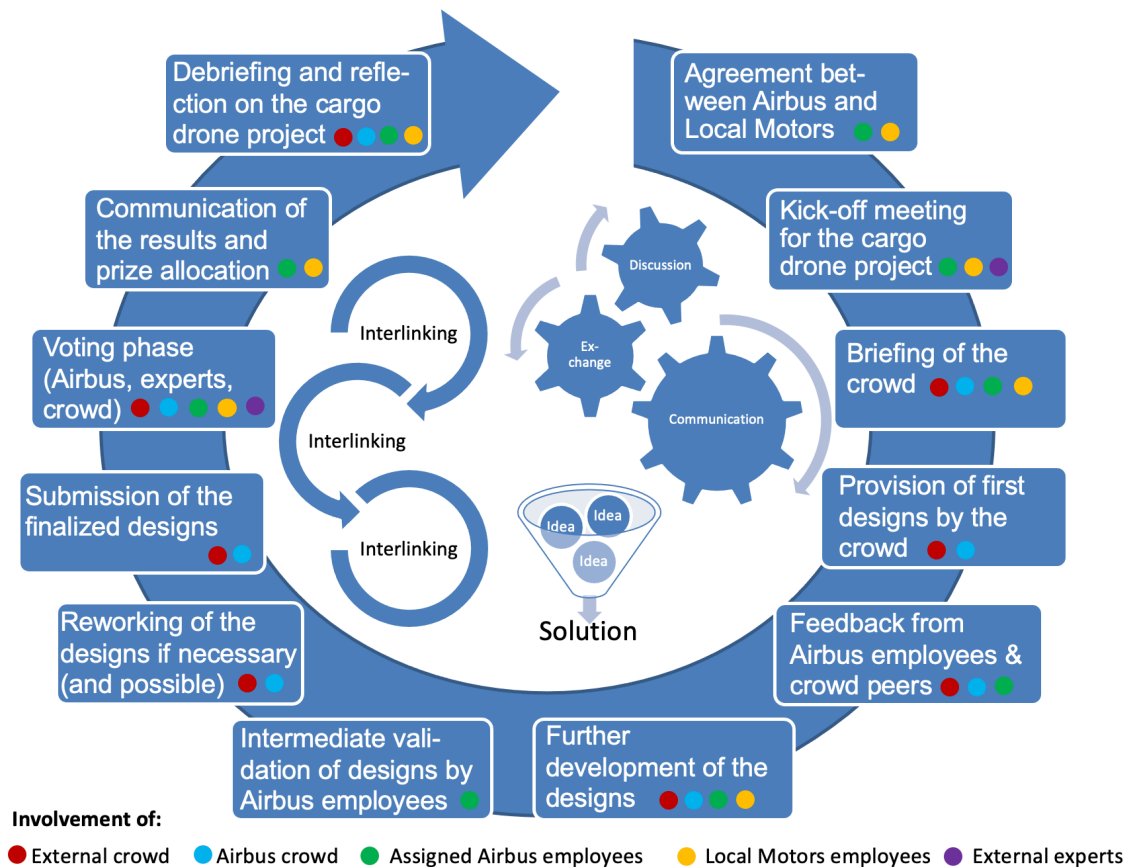 Agreement bet-
ween Airbus and
Local Motors
Kick-off meeting
for the cargo
drone project
Briefing of the
crowd
Provision of first
designs by the
crowd
Feedback from
Airbus employees &
crowd peers
Further
development of the
designs
Intermediate vali-
dation of designs by
Airbus employees
Reworking of the
designs if necessary
(and possible)
Submission of the
finalized designs
Voting phase
(Airbus, experts,
crowd)
Communication of
the results and
prize allocation
Debriefing and refle-
ction on the cargo
drone project
Interlinking
Interlinking
Interlinking
Discussion
Ex-
change
Communication
Idea
Idea
Idea
Solution
Involvement of:
External crowd
Airbus crowd
Assigned Airbus employees
Local Motors employees
External experts